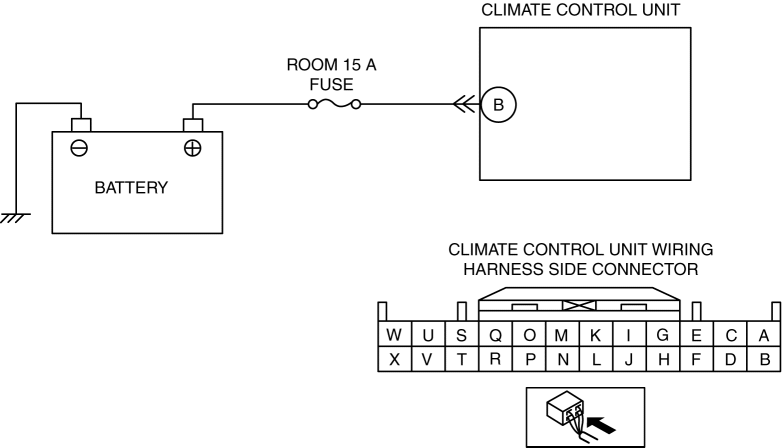 CLIMATE CONTROL UNIT
ROOM 15 A
FUSE
B
BATTERY
CLIMATE CONTROL UNIT WIRING
HARNESS SIDE CONNECTOR
W U S Q O M K I G E C A
X V T R P N L J H F D B